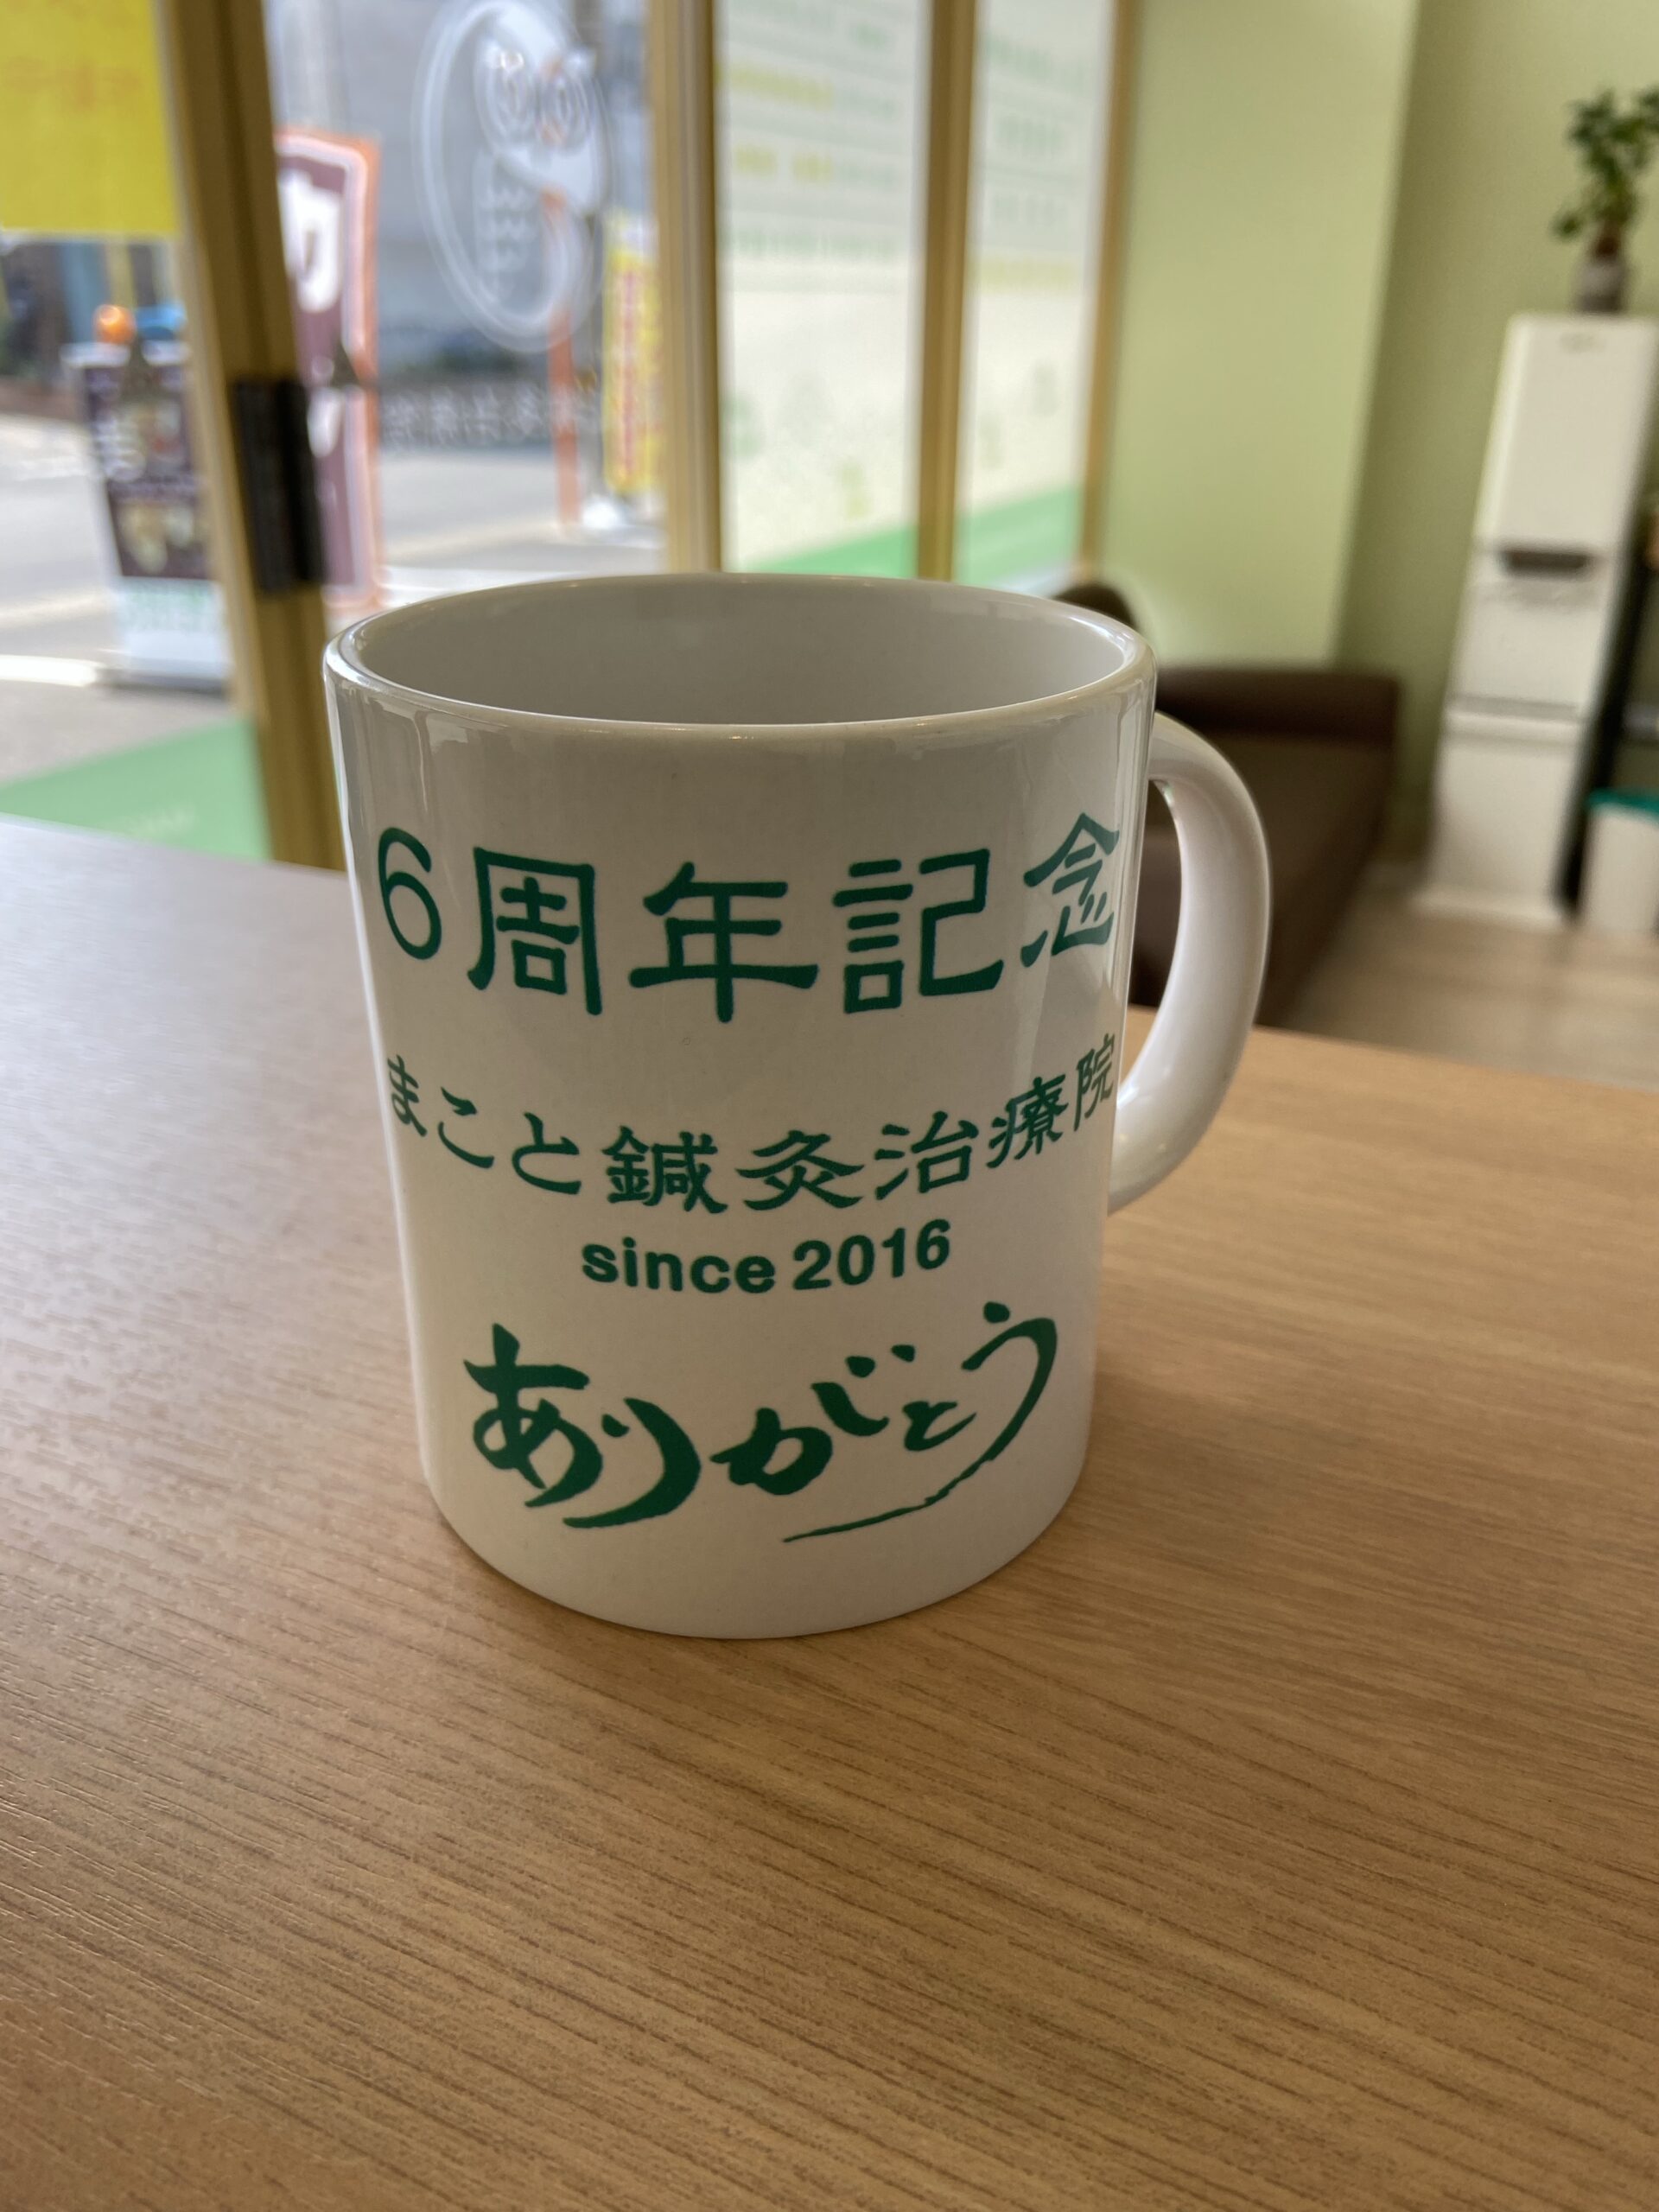 6周年記念
まこと鍼灸治療院
since 2016
ありがとう